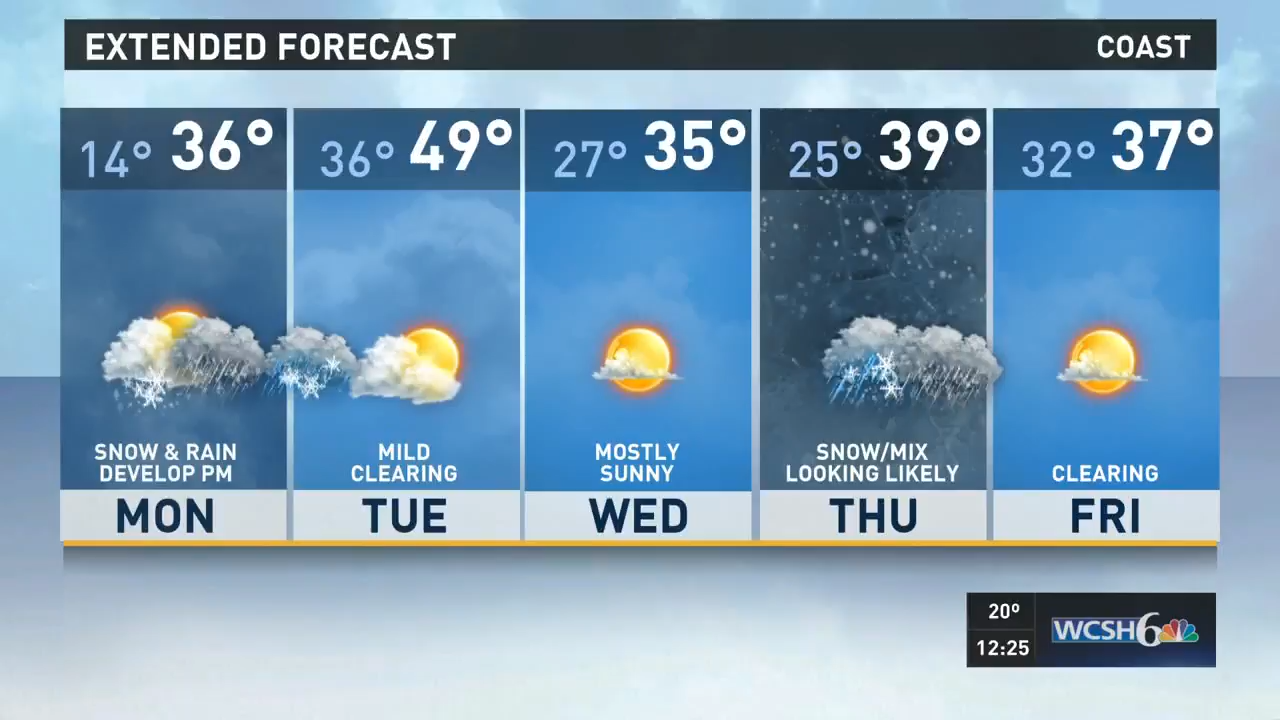 EXTENDED FORECAST
COAST
14° 36°
36° 49°
27° 35°
25° 39°
32° 37°
SNOW & RAIN
DEVELOP PM
MILD
CLEARING
MOSTLY
SUNNY
SNOW/MIX
LOOKING LIKELY
CLEARING
MON
TUE
WED
THU
FRI
20°
12:25
WCSH6